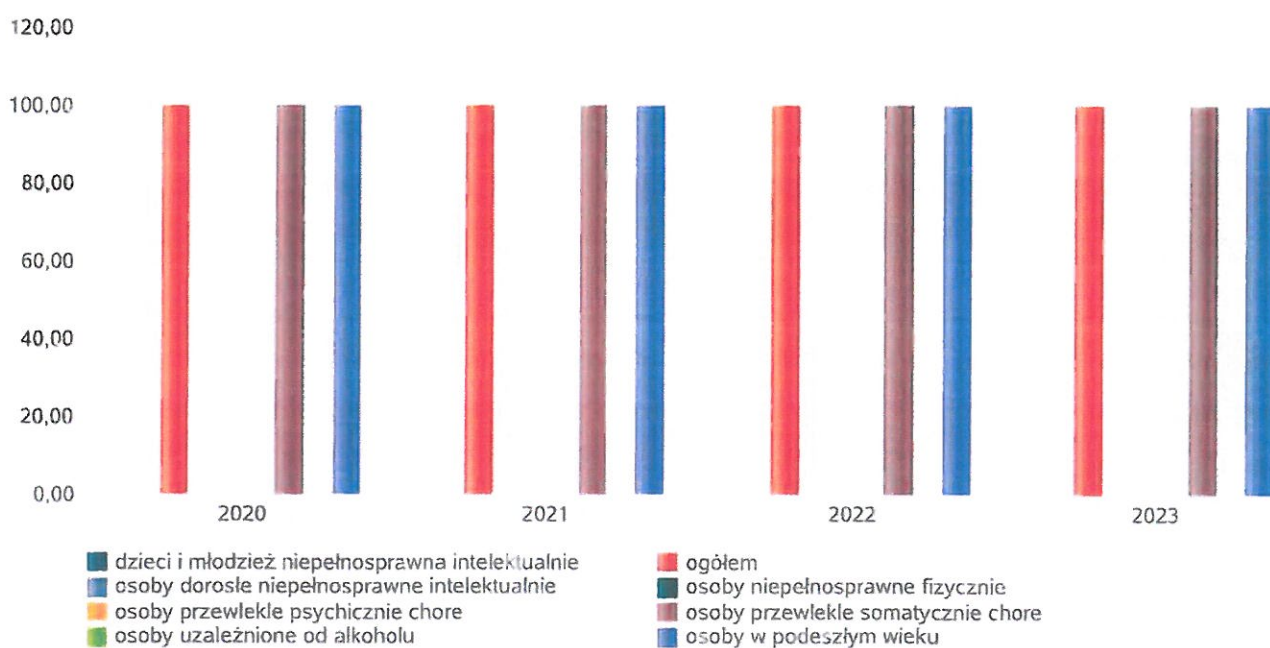 120,00
100,00
80,00
60,00
40,00
20,00
0,00
2020 2021 2022 2023
dzieci i młodzież niepełnosprawna intelektualnie
osoby dorosłe niepełnosprawne intelektualnie
osoby przewlekle psychicznie chore
osoby uzależnione od alkoholu
ogółem
osoby niepełnosprawne fizycznie
osoby przewlekle somatycznie chore
osoby w podeszłym wieku